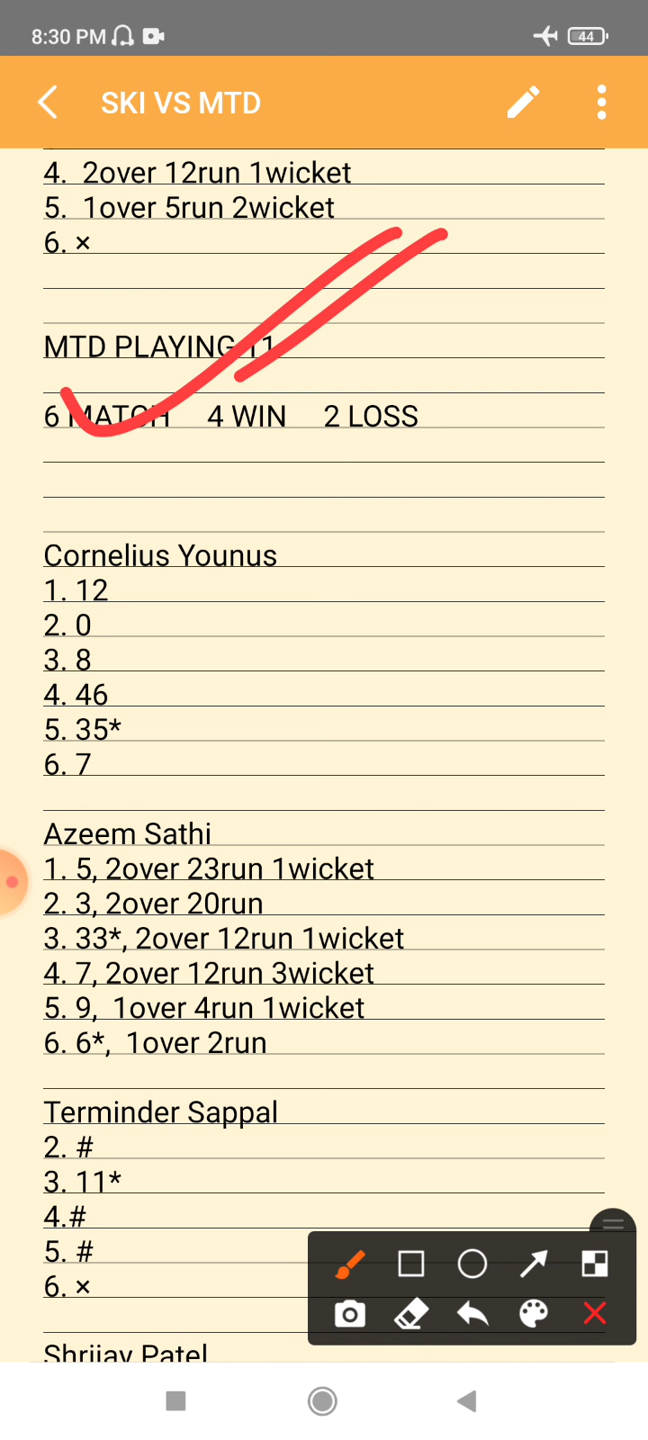 8:30 PM
44
SKI VS MTD
4. 2over 12run 1wicket
5. 1over 5run 2wicket
6. ×
MTD PLAYING 11
6 MATCH 4 WIN 2 LOSS
Cornelius Younus
1. 12
2. 0
3. 8
4. 46
5. 35*
6. 7
Azeem Sathi
1. 5, 2over 23run 1wicket
2. 3, 2over 20run
3. 33*, 2over 12run 1wicket
4. 7, 2over 12run 3wicket
5. 9, 1over 4run 1wicket
6. 6*, 1over 2run
Terminder Sappal
2. #
3. 11*
4.#
5. #
6. ×
Shrijay Patel